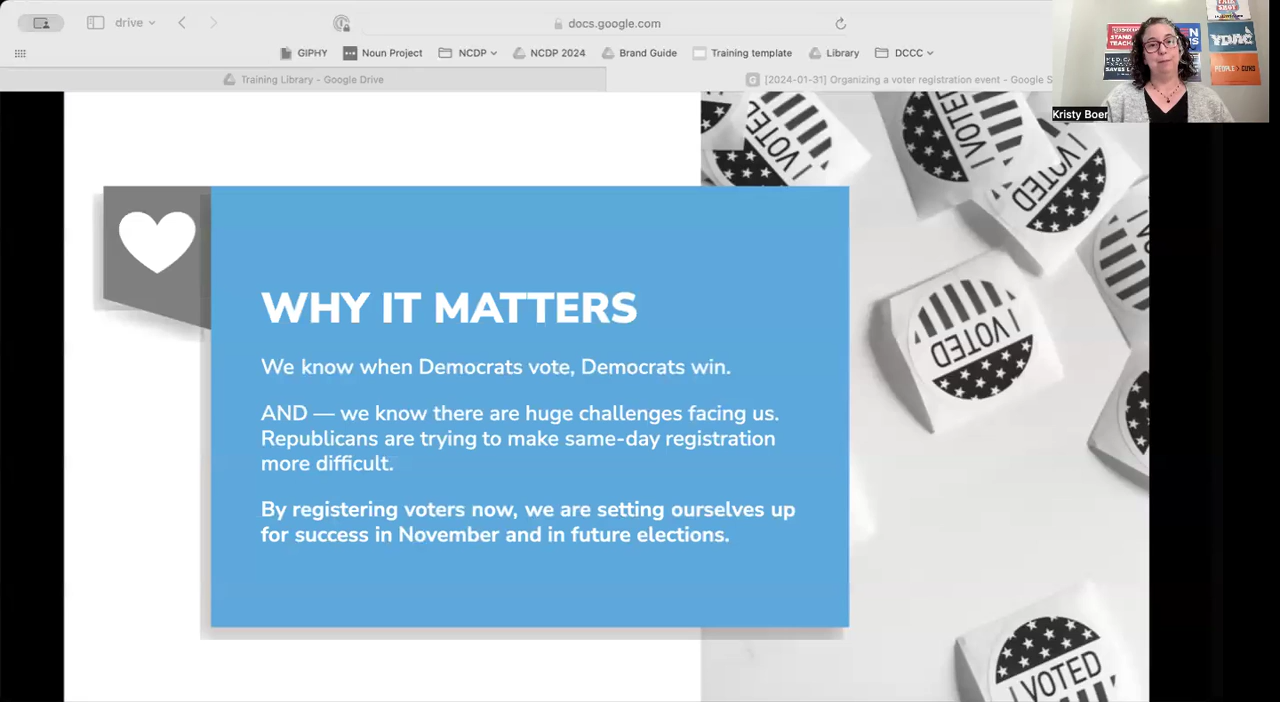 drive
docs.google.com
GIPHY
Noun Project
NCDP
NCDP 2024
Brand Guide
Training template
Library
DCCC
Training Library - Google Drive
[2024-01-31] Organizing a voter registration event - Google S
Kristy Boer
YDNC
PEOPLE > GUNS
WHY IT MATTERS
We know when Democrats vote, Democrats win.
AND — we know there are huge challenges facing us.
Republicans are trying to make same-day registration
more difficult.
By registering voters now, we are setting ourselves up
for success in November and in future elections.
I VOTED
I VOTED
I VOTED
I VOTED
I VOTED